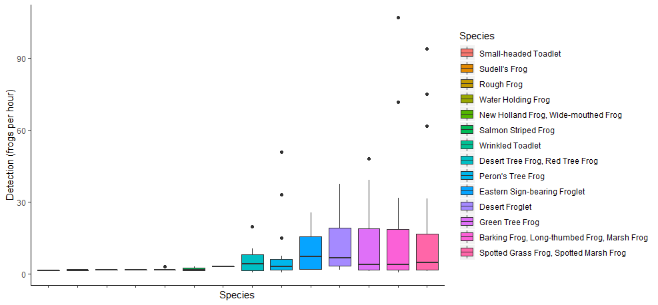 Detection (frogs per hour)
90
60
30
0
Species
Species
Small-headed Toadlet
Sudell's Frog
Rough Frog
Water Holding Frog
New Holland Frog, Wide-mouthed Frog
Salmon Striped Frog
Wrinkled Toadlet
Desert Tree Frog, Red Tree Frog
Peron's Tree Frog
Eastern Sign-bearing Froglet
Desert Froglet
Green Tree Frog
Barking Frog, Long-thumbed Frog, Marsh Frog
Spotted Grass Frog, Spotted Marsh Frog